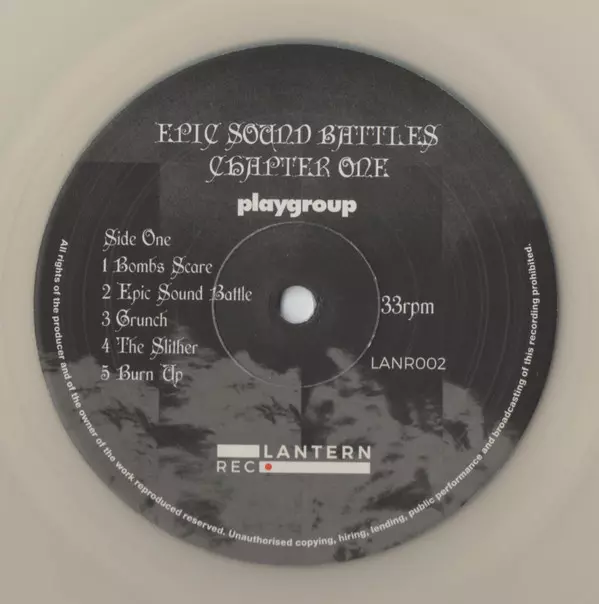 EPIC SOUND BATTLES
CHAPTER ONE
playgroup
Side One
1 Bombs Scare
2 Epic Sound Battle
3 Grunch
4 The Slither
5 Burn Up
33rpm
LANR002
LANTERN
REC
All rights of the producer and of the owner of the work reproduced reserved. Unauthorised copying, hiring, lending, public performance and broadcasting of this recording prohibited.